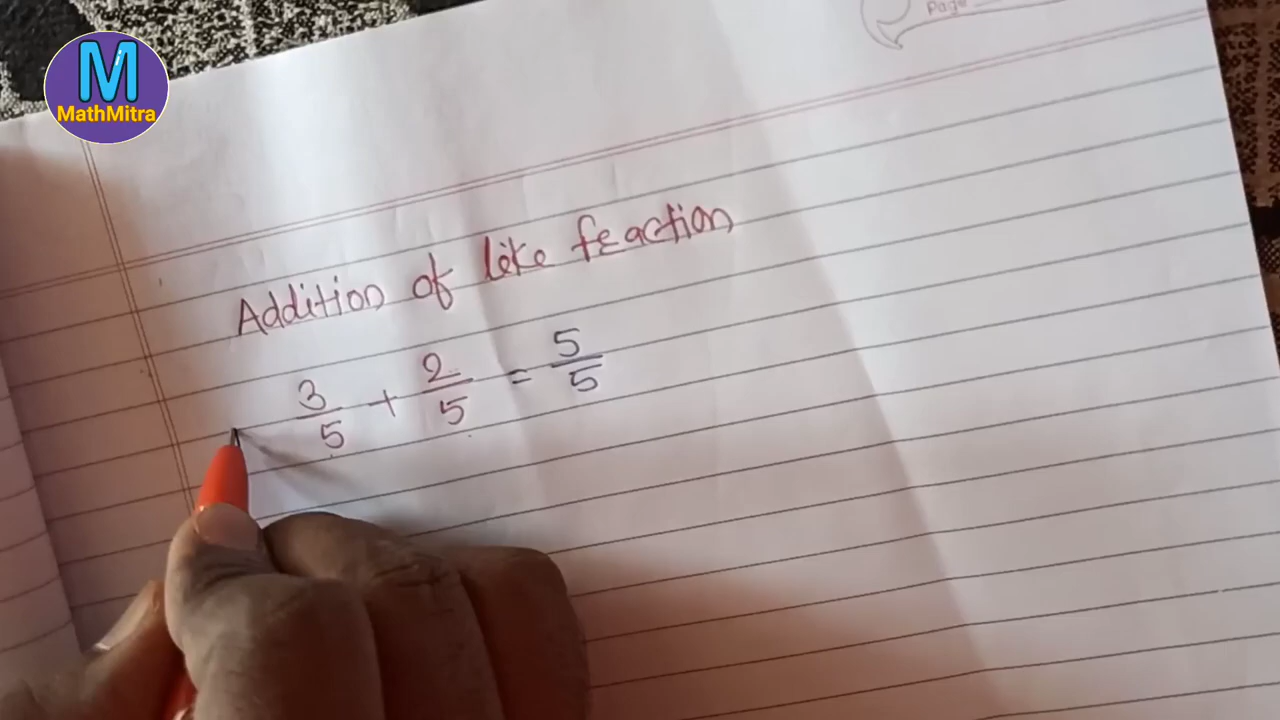 M
MathMitra
Page
Addition of like fraction
3/5 + 2/5 = 5/5